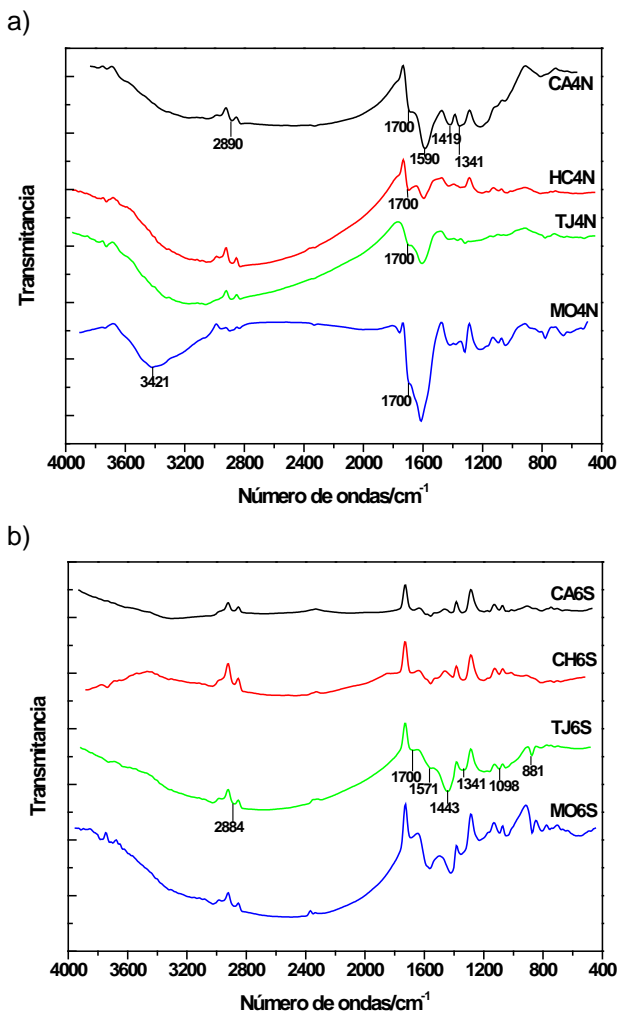 a)
CA4N
2890
1700
1590
1419
1341
HC4N
1700
TJ4N
1700
MO4N
3421
1700
Transmitancia
4000 3600 3200 2800 2400 2000 1600 1200 800 400
Número de ondas/cm-1
b)
CA6S
CH6S
TJ6S
2884
1700
1571
1443
1341
1098
881
MO6S
Transmitancia
4000 3600 3200 2800 2400 2000 1600 1200 800 400
Número de ondas/cm-1